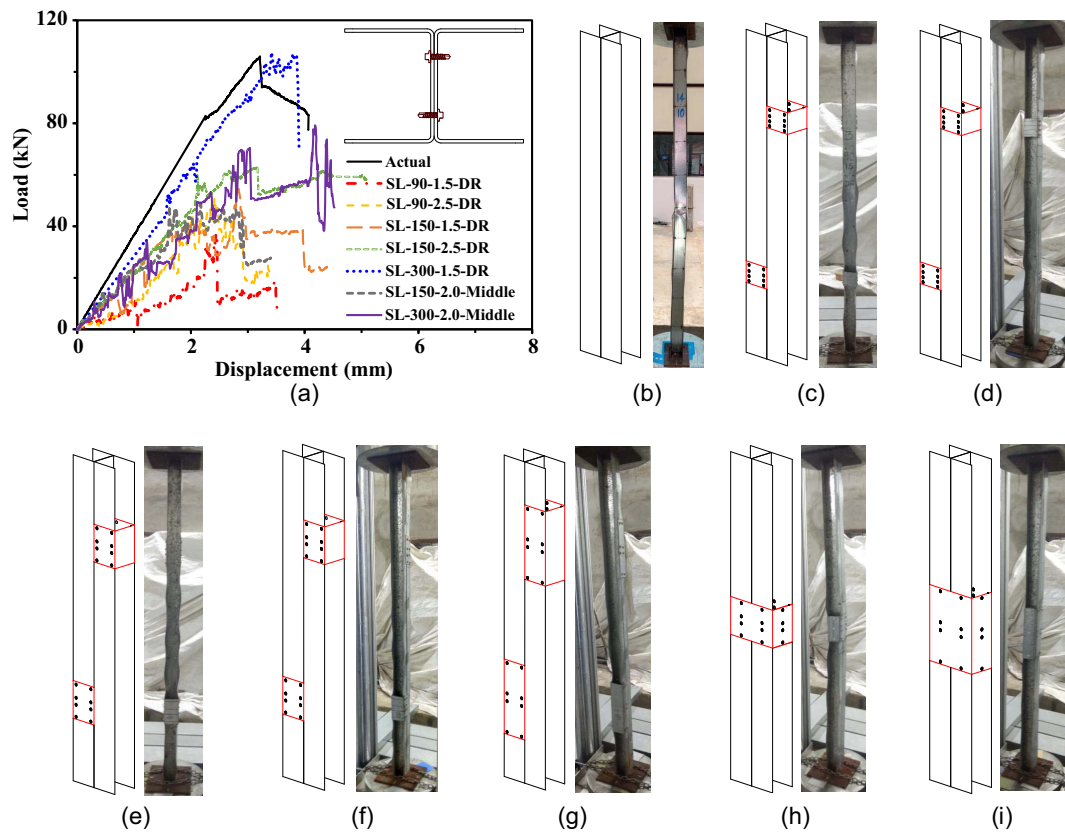 120
80
40
0
Load (kN)
(a)
Actual
SL-90-1.5-DR
SL-90-2.5-DR
SL-150-1.5-DR
SL-150-2.5-DR
SL-300-1.5-DR
SL-150-2.0-Middle
SL-300-2.0-Middle
0 2 4 6 8
Displacement (mm)
(a)
14
10
(b)
(c)
(d)
(e)
(f)
(g)
(h)
(i)